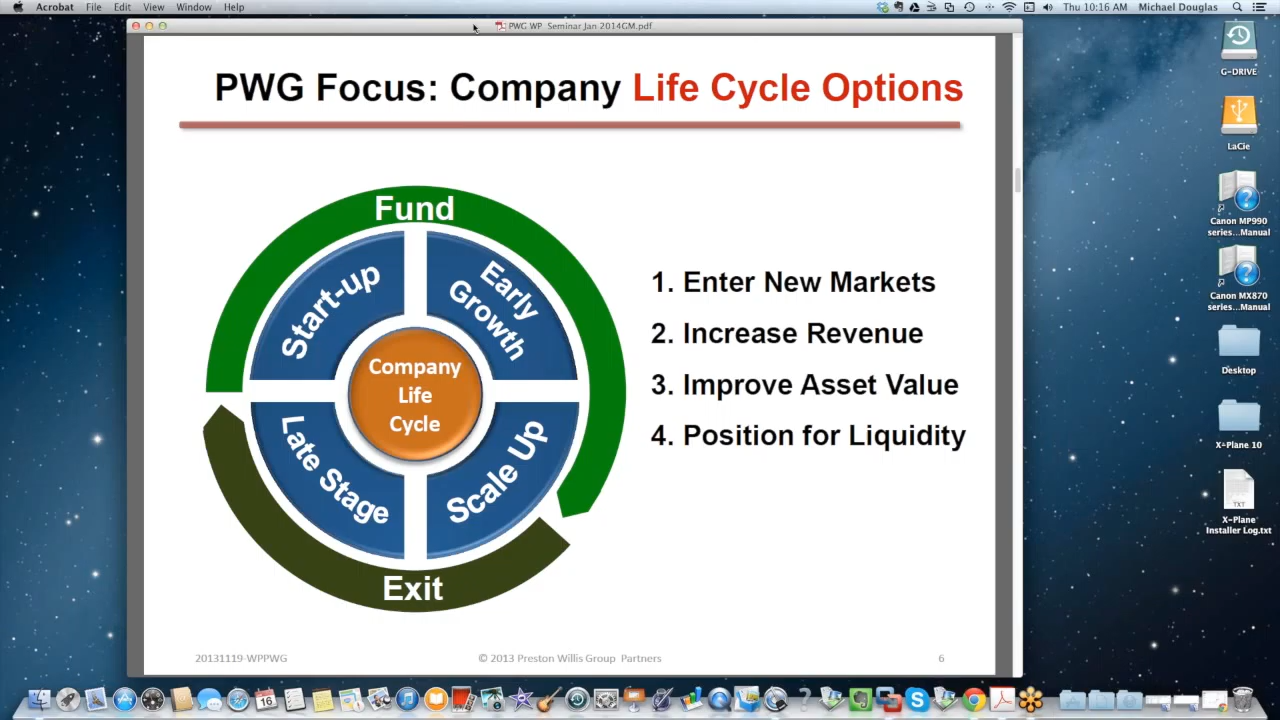 Acrobat File Edit View Window Help
Thu 10:16 AM Michael Douglas
PWG WP Seminar Jan 2014GM.pdf
PWG Focus: Company Life Cycle Options
Fund
Start-up
Early
Growth
Company
Life
Cycle
Late Stage
Scale Up
Exit
1. Enter New Markets
2. Increase Revenue
3. Improve Asset Value
4. Position for Liquidity
20131119-WPPWG
© 2013 Preston Willis Group Partners
6
G-DRIVE
LaCie
Canon MP990
series...Manual
Canon MX870
series...Manual
Desktop
X-Plane 10
TXT
X-Plane
Installer Log.txt
16